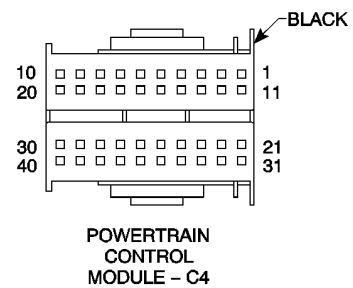 BLACK
10 1
20 11
30 21
40 31
POWERTRAIN
CONTROL
MODULE – C4